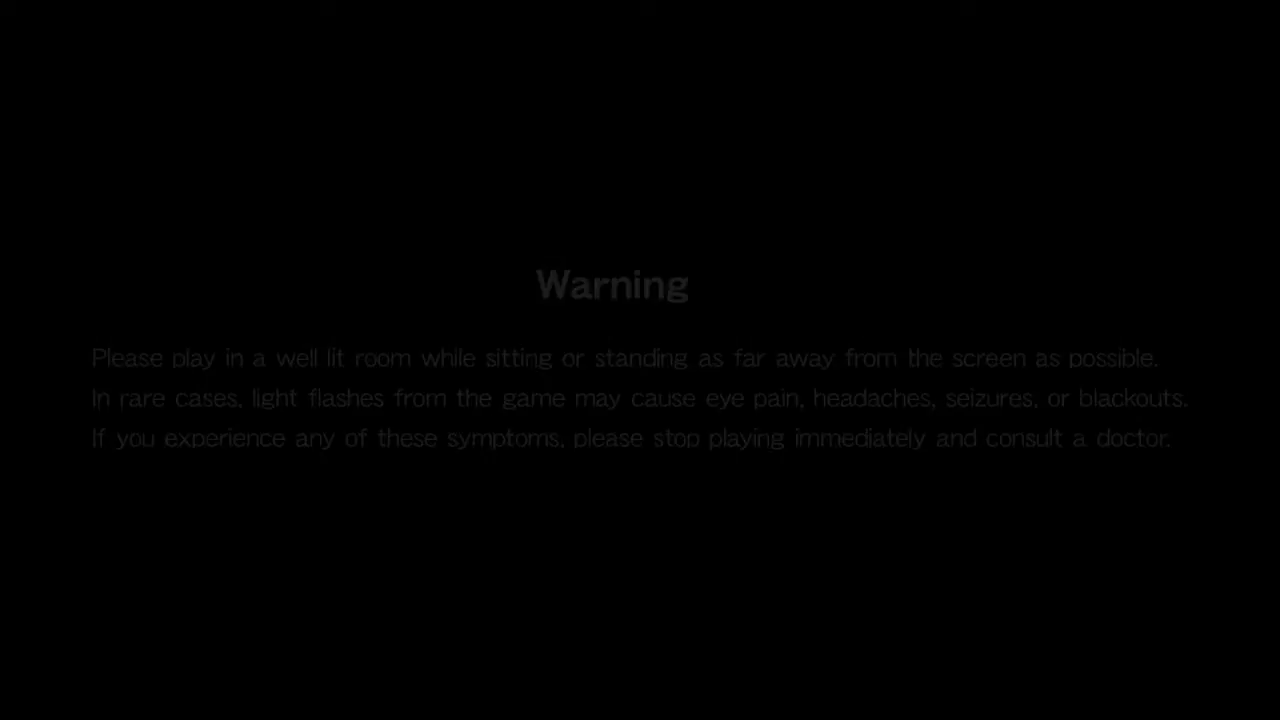 Warning
Please play in a well lit room while sitting or standing as far away from the screen as possible.
In rare cases, light flashes from the game may cause eye pain, headaches, seizures, or blackouts.
If you experience any of these symptoms, please stop playing immediately and consult a doctor.